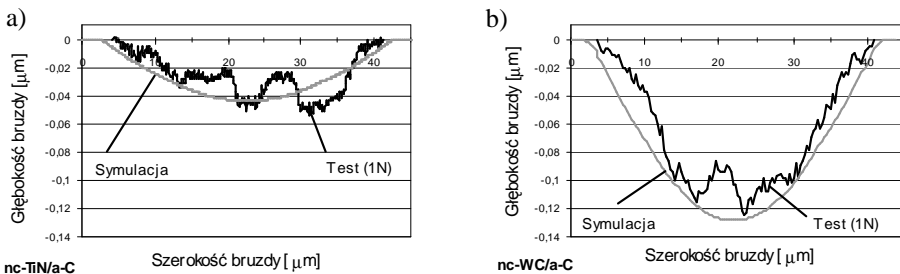 a)
0
-0,02
-0,04
-0,06
-0,08
-0,1
-0,12
-0,14
0 10 20 30 40
Głębokość bruzdy [μm]
Symulacja
Test (1N)
Szerokość bruzdy [ μm]
nc-TiN/a-C
b)
0
-0,02
-0,04
-0,06
-0,08
-0,1
-0,12
-0,14
0 10 20 30 40
Głębokość bruzdy [μm]
Symulacja
Test (1N)
Szerokość bruzdy [ μm]
nc-WC/a-C